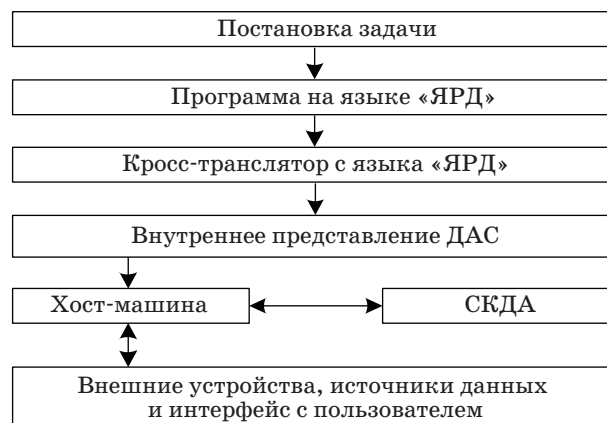 Постановка задачи
Программа на языке «ЯРД»
Кросс-транслятор с языка «ЯРД»
Внутреннее представление ДАС
Хост-машина
СКДА
Внешние устройства, источники данных
и интерфейс с пользователем